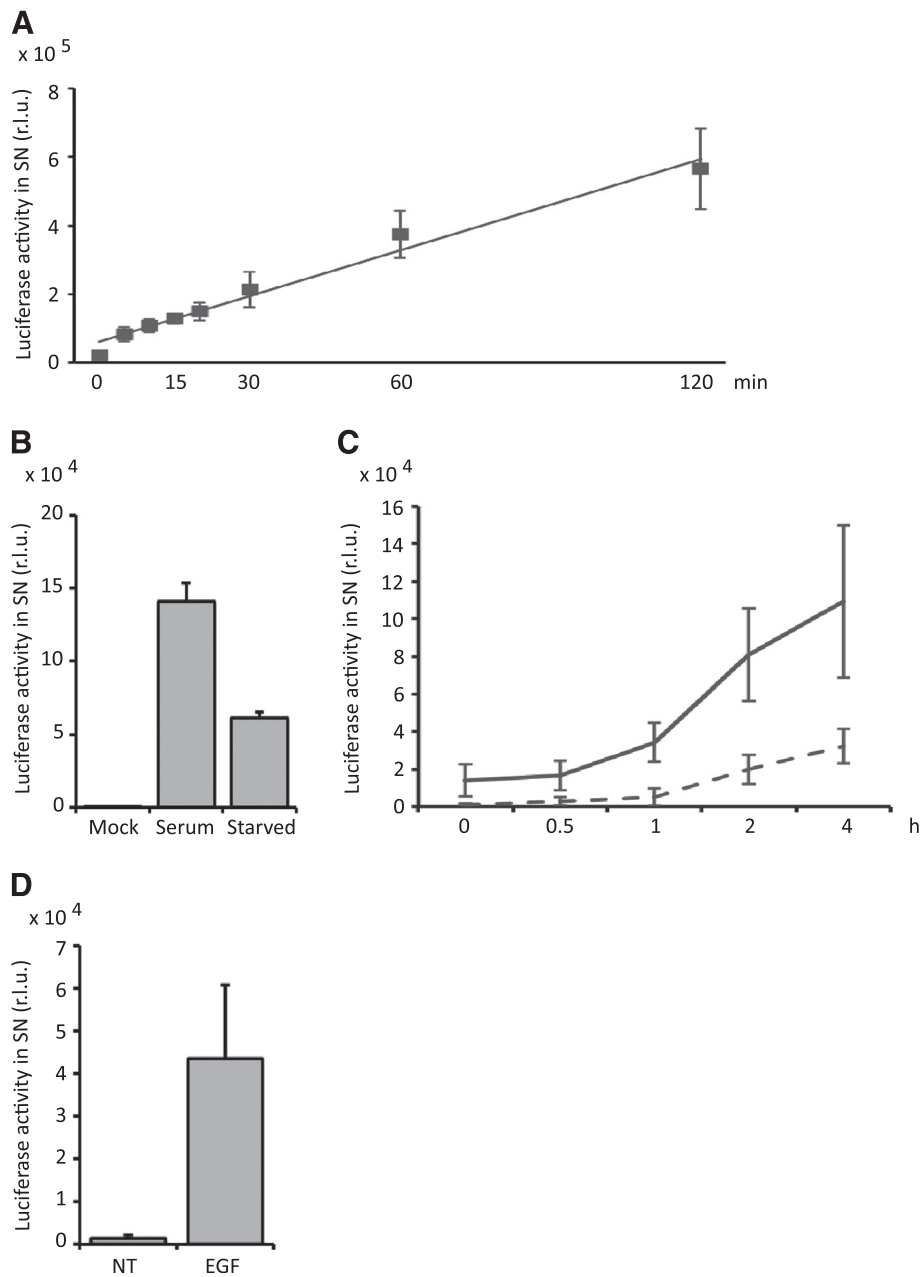 A
x 10 5
Luciferase activity in SN (r.l.u.)
8
6
4
2
0
0 15 30 60 120 min
B
x 10 4
Luciferase activity in SN (r.l.u.)
20
15
10
5
0
Mock Serum Starved
C
x 10 4
Luciferase activity in SN (r.l.u.)
16
14
12
10
8
6
4
2
0
0 0.5 1 2 4 h
D
x 10 4
Luciferase activity in SN (r.l.u.)
7
6
5
4
3
2
1
0
NT EGF